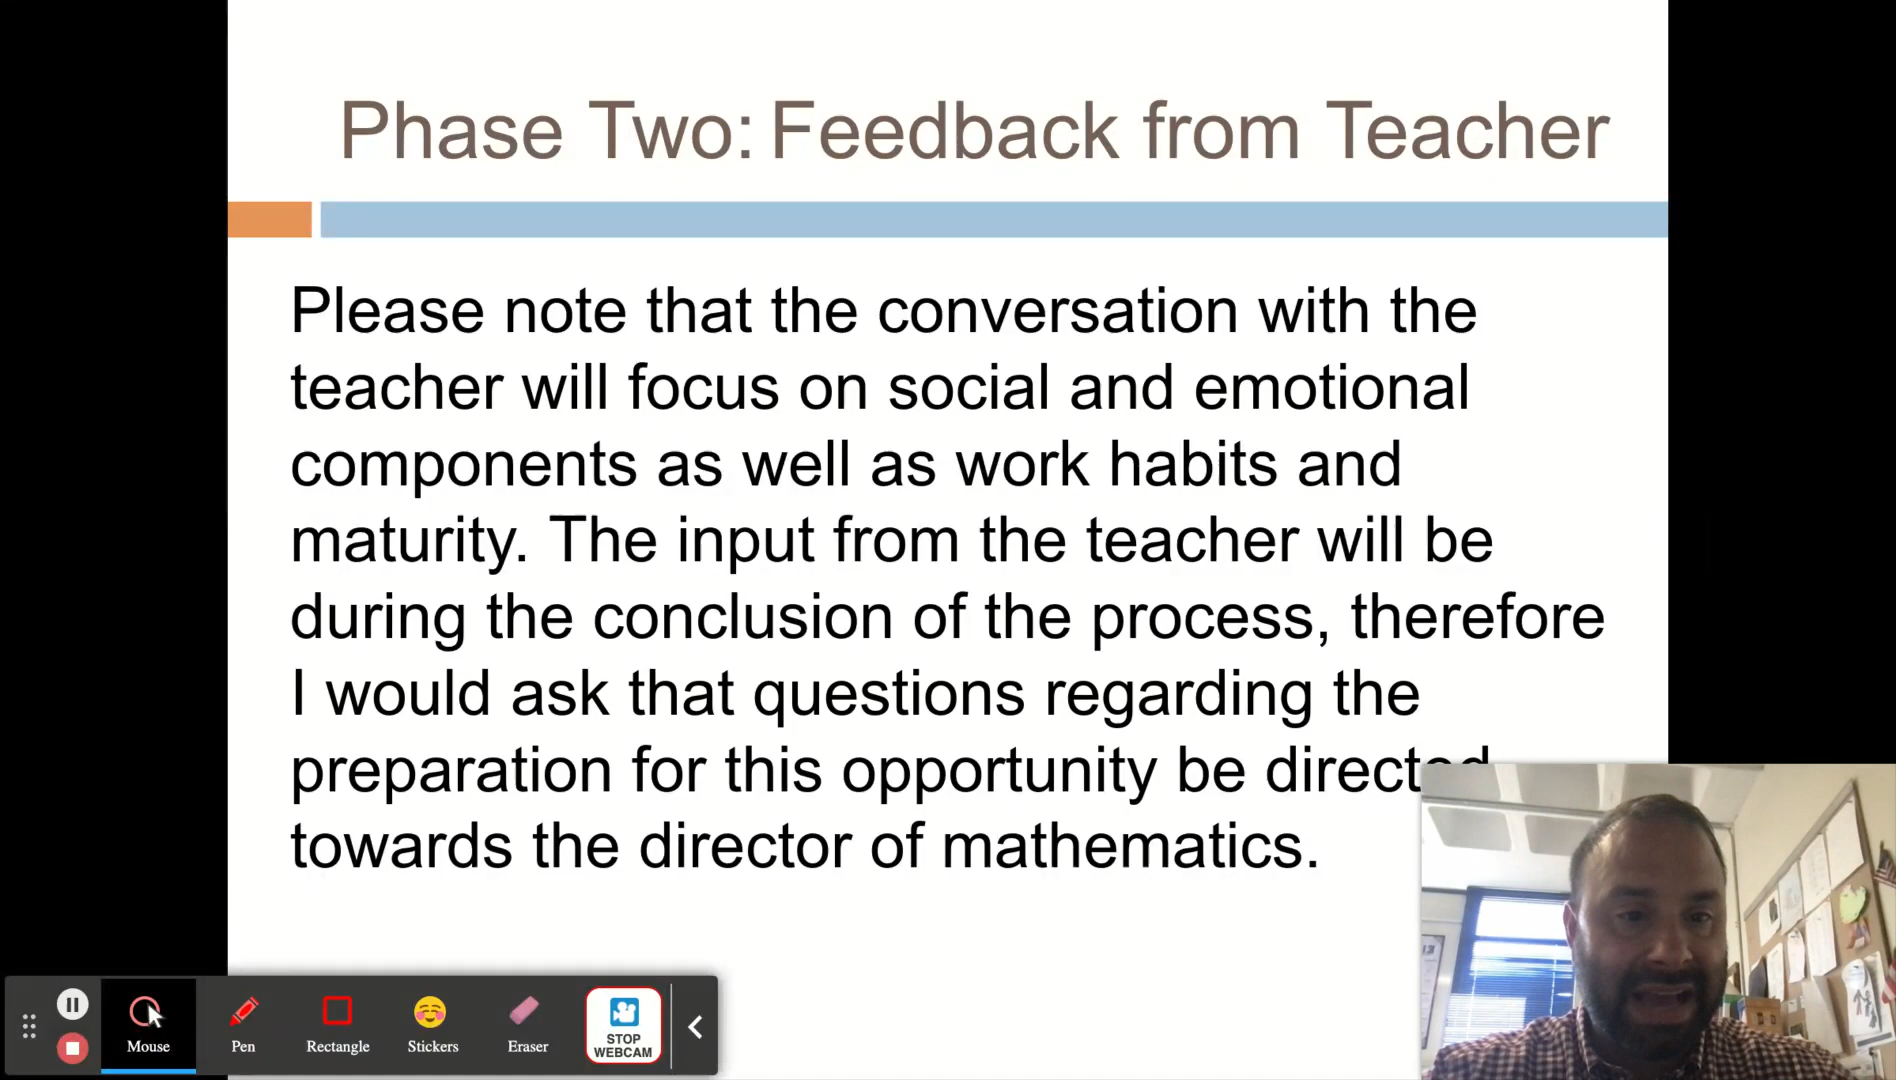 Phase Two: Feedback from Teacher
Please note that the conversation with the
teacher will focus on social and emotional
components as well as work habits and
maturity. The input from the teacher will be
during the conclusion of the process, therefore
I would ask that questions regarding the
preparation for this opportunity be directed
towards the director of mathematics.
Mouse
Pen
Rectangle
Stickers
Eraser
STOP
WEBCAM